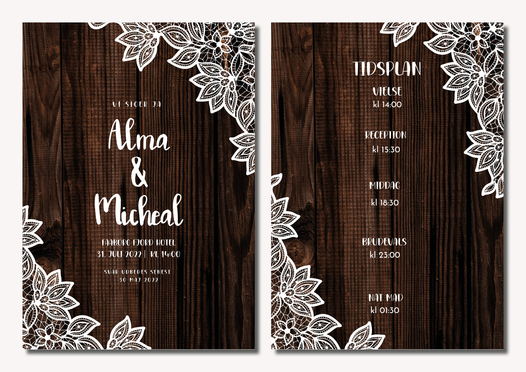 VI SIGER JA
Alma
&
Micheal
FAABORG FJORD HOTEL
31. JULI 2022 | KL 14:00
SVAR UDBEDES SENEST
30 MAJ 2022
TIDSPLAN
VIELSE
kl 14:00
RECEPTION
kl 15:30
MIDDAG
kl 18:30
BRUDEVALS
kl 23:00
NAT MAD
kl 01:30